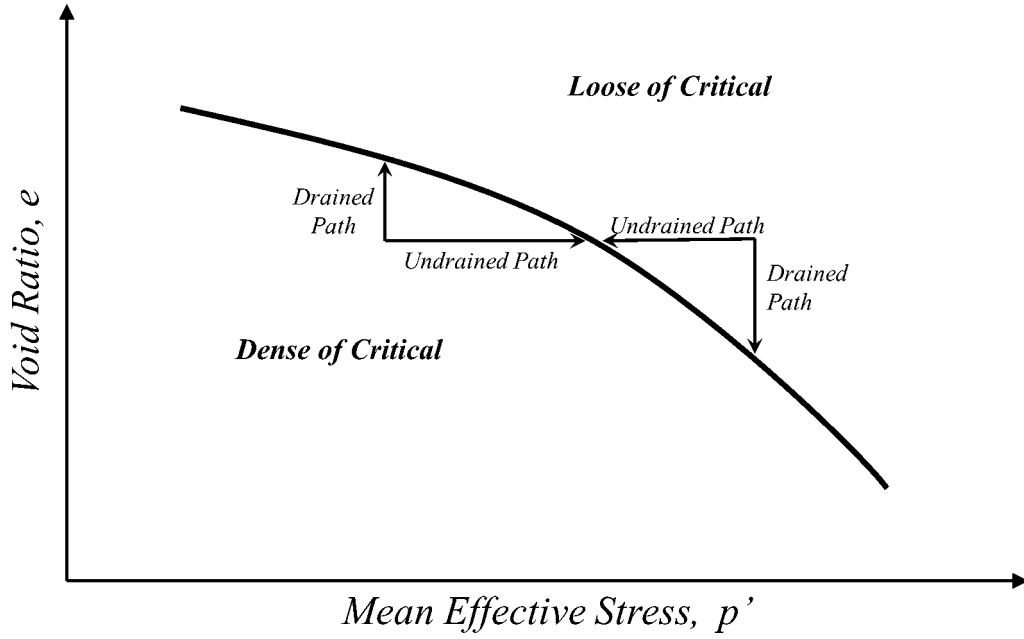 Loose of Critical
Drained
Path
Undrained Path
Undrained Path
Drained
Path
Dense of Critical
Void Ratio, e
Mean Effective Stress, p’